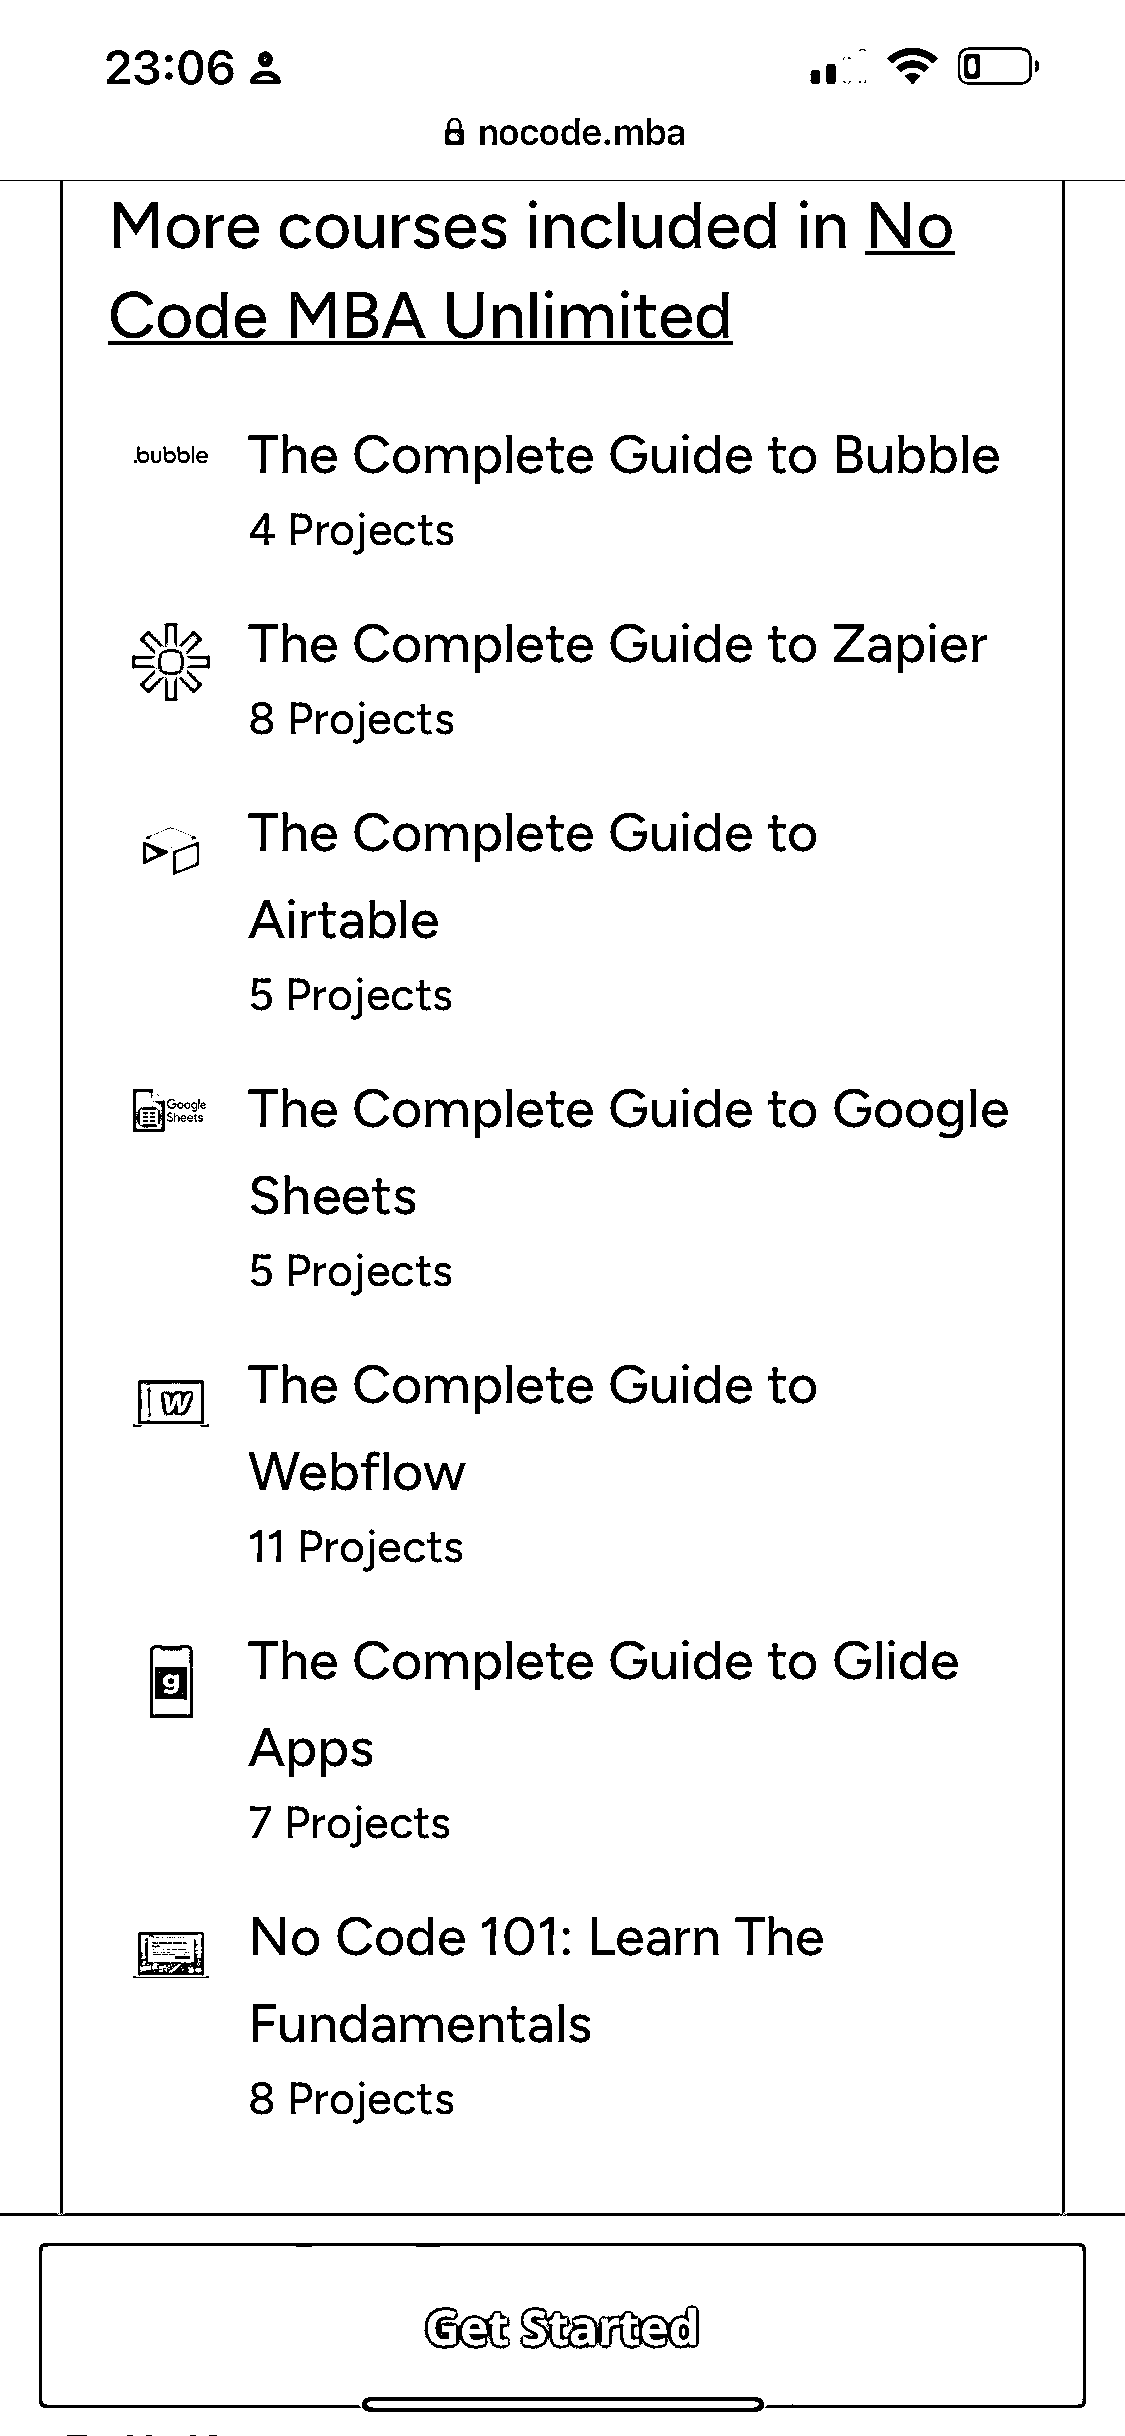 23:06
nocode.mba
More courses included in No
Code MBA Unlimited
.bubble
The Complete Guide to Bubble
4 Projects
The Complete Guide to Zapier
8 Projects
The Complete Guide to
Airtable
5 Projects
Google
Sheets
The Complete Guide to Google
Sheets
5 Projects
W
The Complete Guide to
Webflow
11 Projects
g
The Complete Guide to Glide
Apps
7 Projects
No Code 101: Learn The
Fundamentals
8 Projects
Get Started